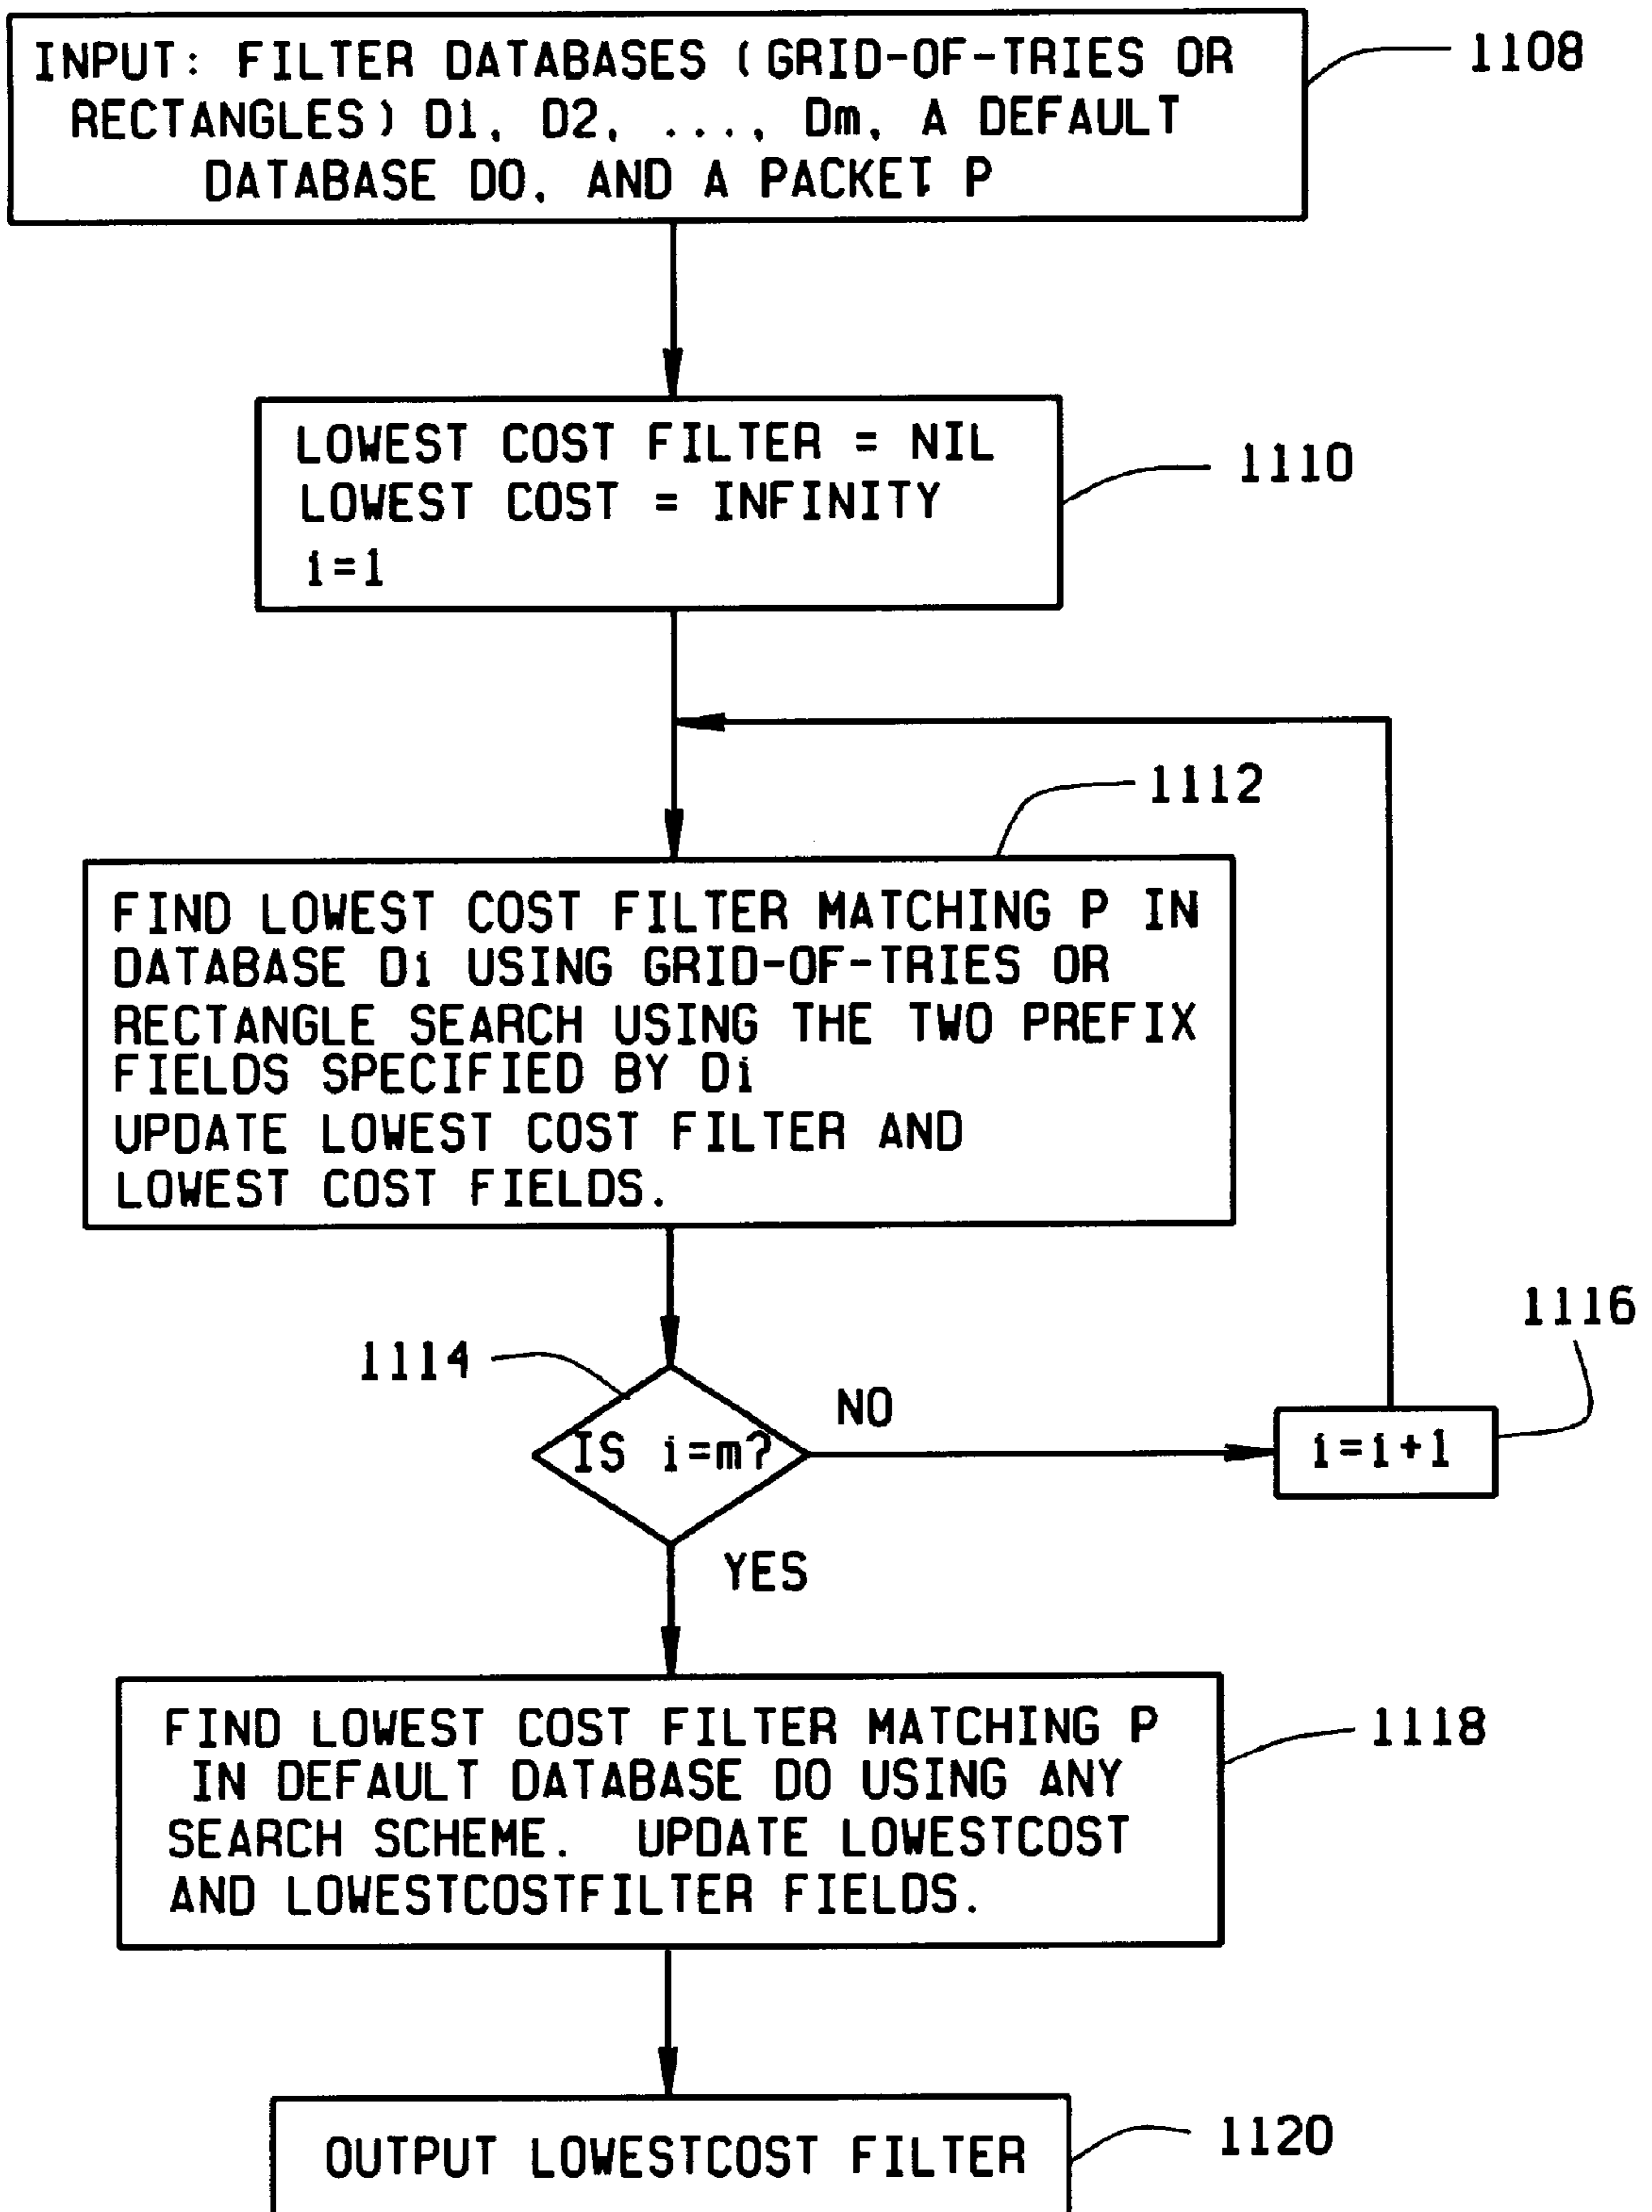 INPUT: FILTER DATABASES (GRID-OF-TRIES OR
RECTANGLES) D1, D2, ..., Dm, A DEFAULT
DATABASE DO, AND A PACKET P
1108
LOWEST COST FILTER = NIL
LOWEST COST = INFINITY
i=1
1110
1112
FIND LOWEST COST FILTER MATCHING P IN
DATABASE Di USING GRID-OF-TRIES OR
RECTANGLE SEARCH USING THE TWO PREFIX
FIELDS SPECIFIED BY Di
UPDATE LOWEST COST FILTER AND
LOWEST COST FIELDS.
1114
IS i=m?
NO
1116
i=i+1
YES
FIND LOWEST COST FILTER MATCHING P
IN DEFAULT DATABASE DO USING ANY
SEARCH SCHEME. UPDATE LOWESTCOST
AND LOWESTCOSTFILTER FIELDS.
1118
OUTPUT LOWESTCOST FILTER
1120